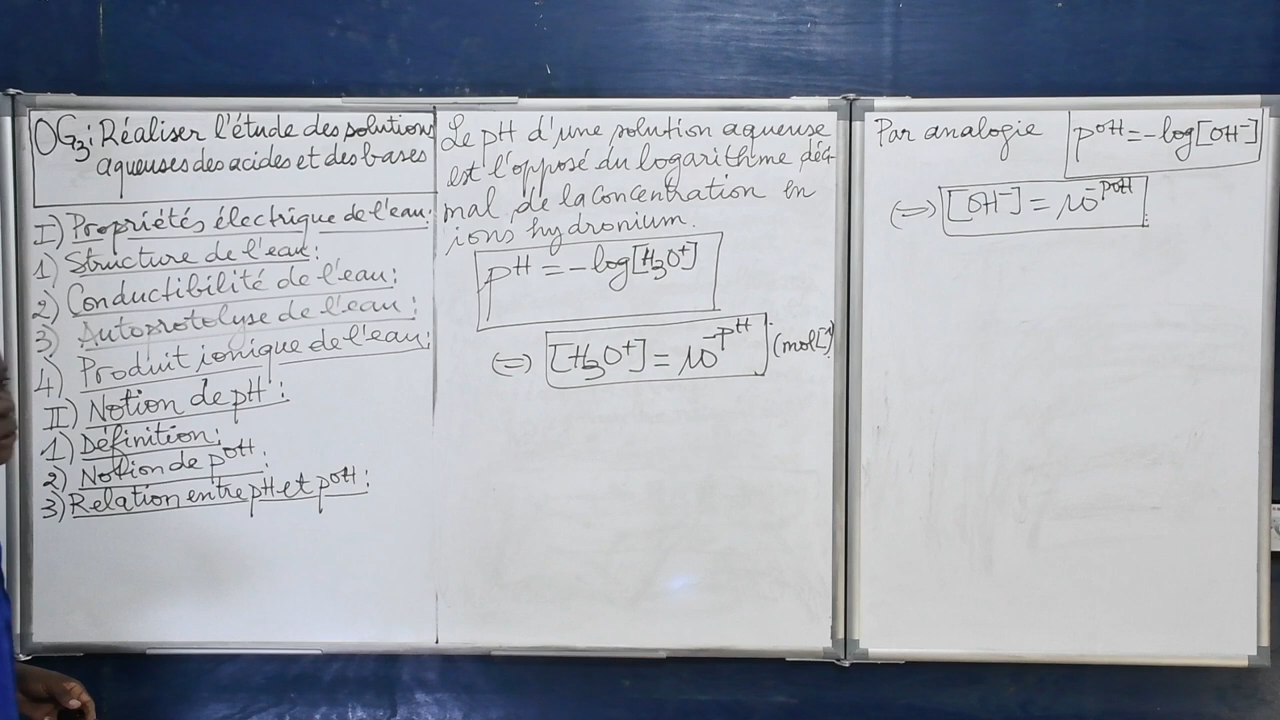 OG3: Réaliser l'étude des solutions
aqueuses des acides et des bases
I) Propriétés électrique de l'eau:
1) Structure de l'eau:
2) Conductibilité de l'eau:
3) Autoprotolyse de l'eau:
4) Produit ionique de l'eau:
II) Notion de pH:
1) Définition:
2) Notion de pOH:
3) Relation entre pH et pOH:
Le pH d'une solution aqueuse
est l'opposé du logarithme déci-
mal, de la concentration en
ions hydronium.
pH = -log[H₃O⁺]
⇔ [H₃O⁺] = 10^-pH (mol L⁻¹)
Par analogie pOH = -log[OH⁻]
⇔ [OH⁻] = 10^-pOH